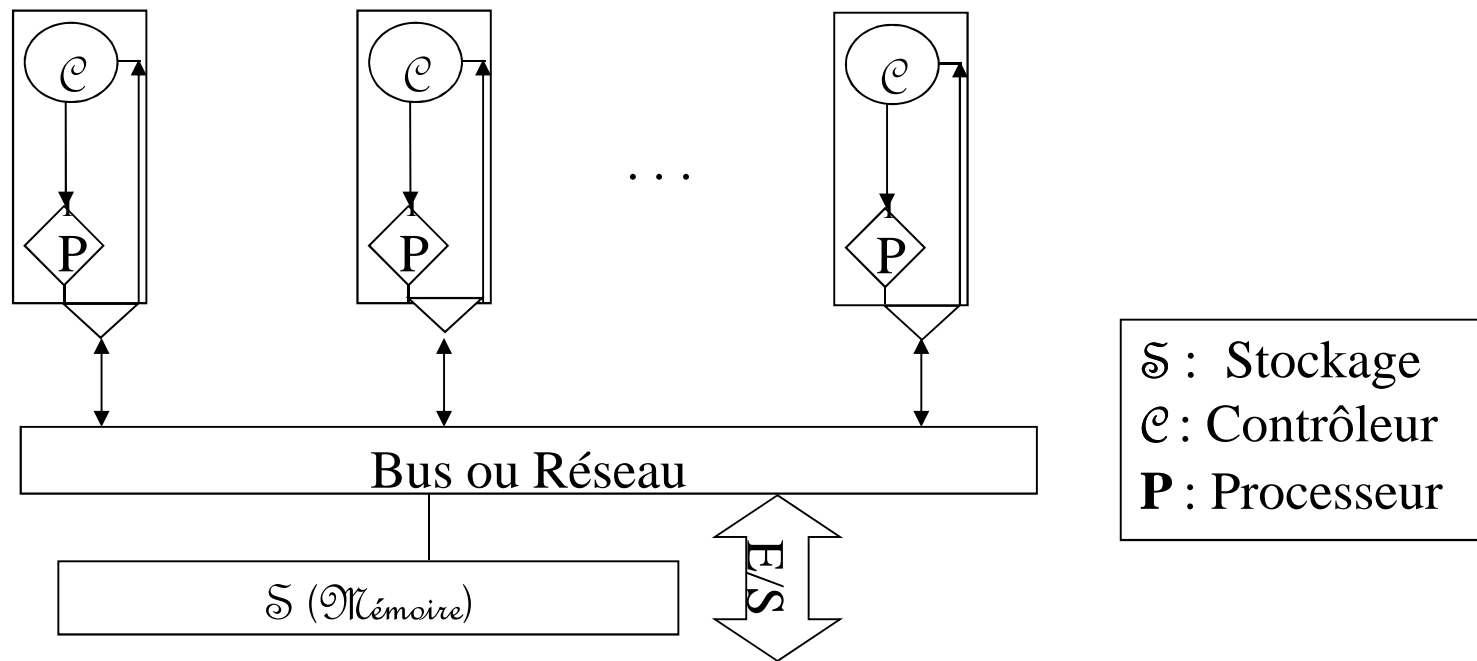 𝒞
𝒞
𝒞
I
I
I
P
P
P
. . .
Bus ou Réseau
S (Mémoire)
E/S
S : Stockage
𝒞 : Contrôleur
P : Processeur